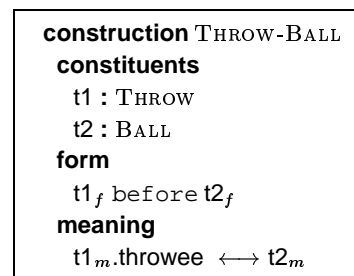 construction THROW-BALL
constituents
t1 : THROW
t2 : BALL
form
t1f before t2f
meaning
t1m.throwee ⟷ t2m